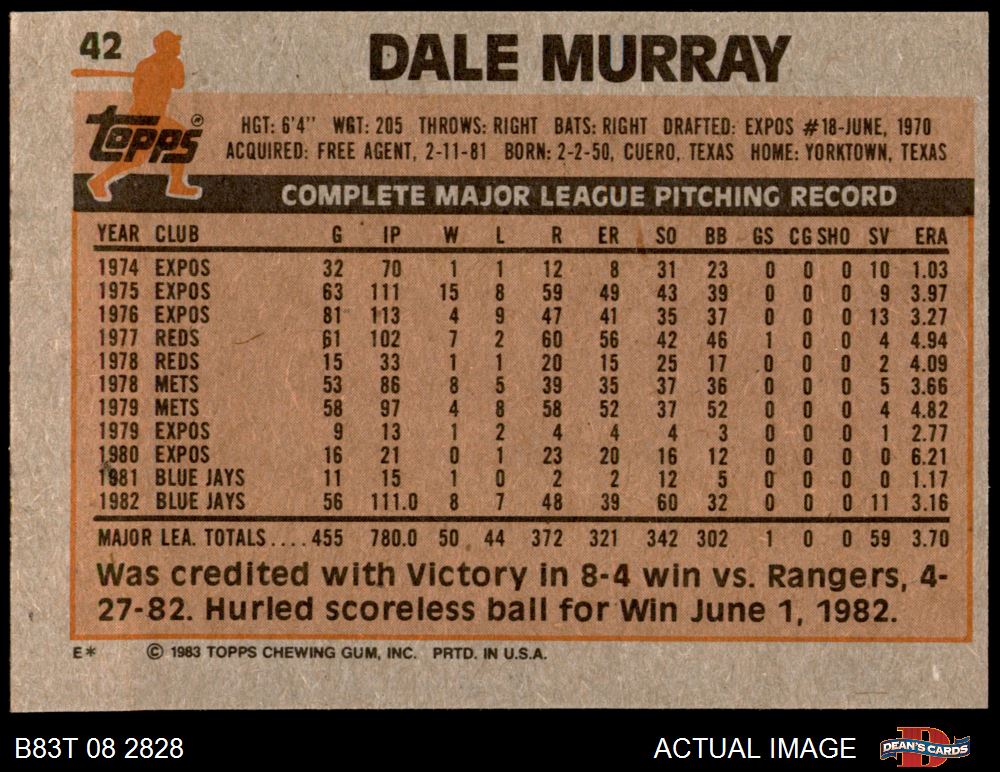 42
DALE MURRAY
Topps®
HGT: 6'4" WGT: 205 THROWS: RIGHT BATS: RIGHT DRAFTED: EXPOS #18-JUNE, 1970
ACQUIRED: FREE AGENT, 2-11-81 BORN: 2-2-50, CUERO, TEXAS HOME: YORKTOWN, TEXAS
COMPLETE MAJOR LEAGUE PITCHING RECORD
YEAR CLUB G IP W L R ER SO BB GS CG SHO SV ERA
1974 EXPOS 32 70 1 1 12 8 31 23 0 0 0 10 1.03
1975 EXPOS 63 111 15 8 59 49 43 39 0 0 0 9 3.97
1976 EXPOS 81 113 4 9 47 41 35 37 0 0 0 13 3.27
1977 REDS 61 102 7 2 60 56 42 46 1 0 0 4 4.94
1978 REDS 15 33 1 1 20 15 25 17 0 0 0 2 4.09
1978 METS 53 86 8 5 39 35 37 36 0 0 0 5 3.66
1979 METS 58 97 4 8 58 52 37 52 0 0 0 4 4.82
1979 EXPOS 9 13 1 2 4 4 4 3 0 0 0 1 2.77
1980 EXPOS 16 21 0 1 23 20 16 12 0 0 0 0 6.21
1981 BLUE JAYS 11 15 1 0 2 2 12 5 0 0 0 0 1.17
1982 BLUE JAYS 56 111.0 8 7 48 39 60 32 0 0 0 11 3.16
MAJOR LEA. TOTALS....455 780.0 50 44 372 321 342 302 1 0 0 59 3.70
Was credited with Victory in 8-4 win vs. Rangers, 4-
27-82. Hurled scoreless ball for Win June 1, 1982.
E* © 1983 TOPPS CHEWING GUM, INC. PRTD. IN U.S.A.
B83T 08 2828 ACTUAL IMAGE DEAN'S CARDS